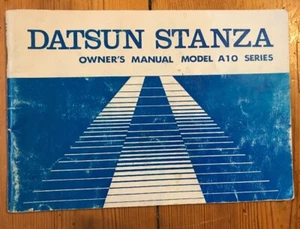 DATSUN STANZA
OWNER'S MANUAL MODEL A10 SERIES